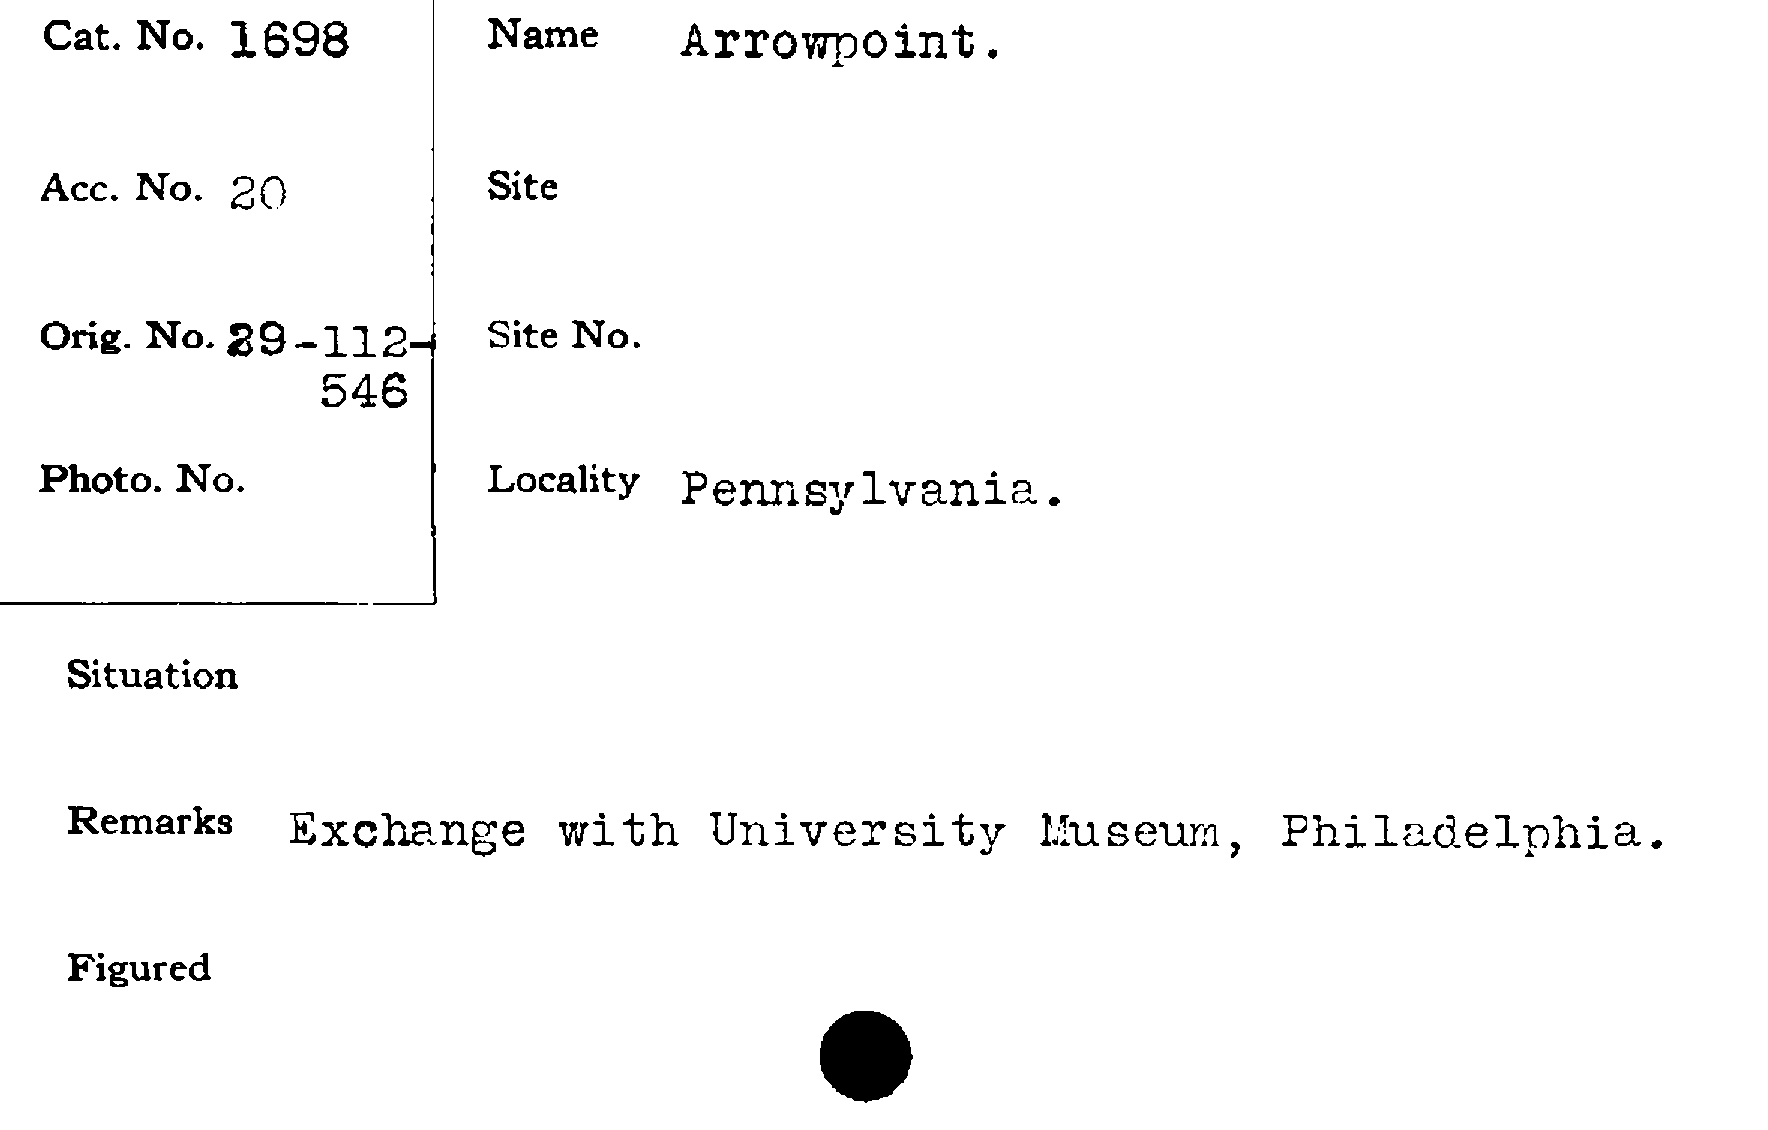 Cat. No. 1698
Name Arrowpoint.
Acc. No. 20
Site
Orig. No. 29-112-
546
Site No.
Photo. No.
Locality Pennsylvania.
Situation
Remarks Exchange with University Museum, Philadelphia.
Figured